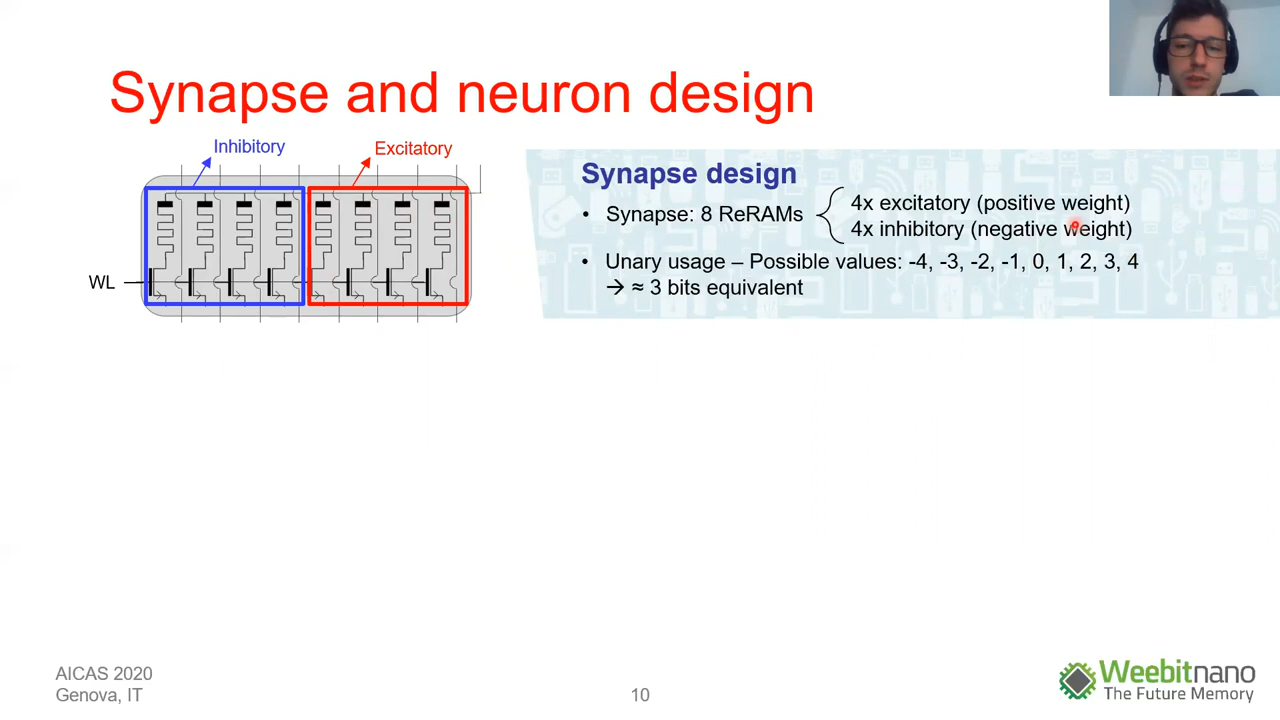 Synapse and neuron design
Inhibitory
Excitatory
WL
Synapse design
• Synapse: 8 ReRAMs
4x excitatory (positive weight)
4x inhibitory (negative weight)
• Unary usage – Possible values: -4, -3, -2, -1, 0, 1, 2, 3, 4
→ ≈ 3 bits equivalent
AICAS 2020
Genova, IT
10
Weebitnano
The Future Memory